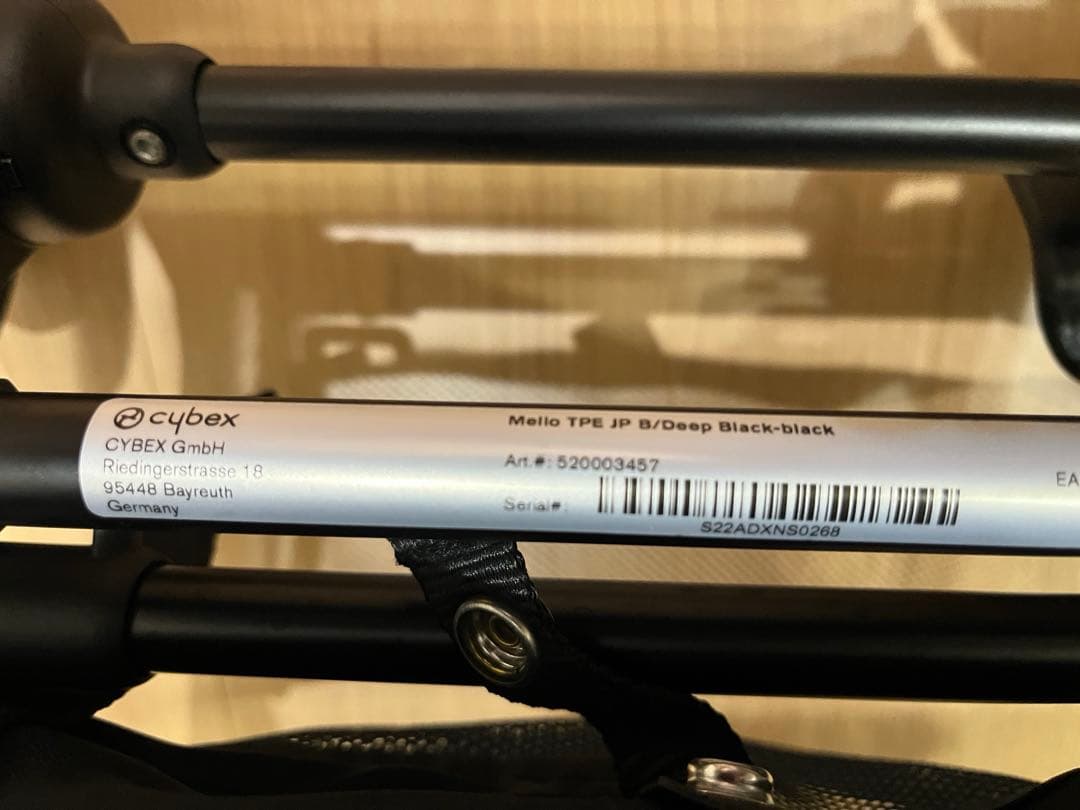 cybex
CYBEX GmbH
Riedingerstrasse 18
95448 Bayreuth
Germany
Mello TPE JP B/Deep Black-black
Art.#: 520003457
Serial#:
S22ADXNS0268
EA